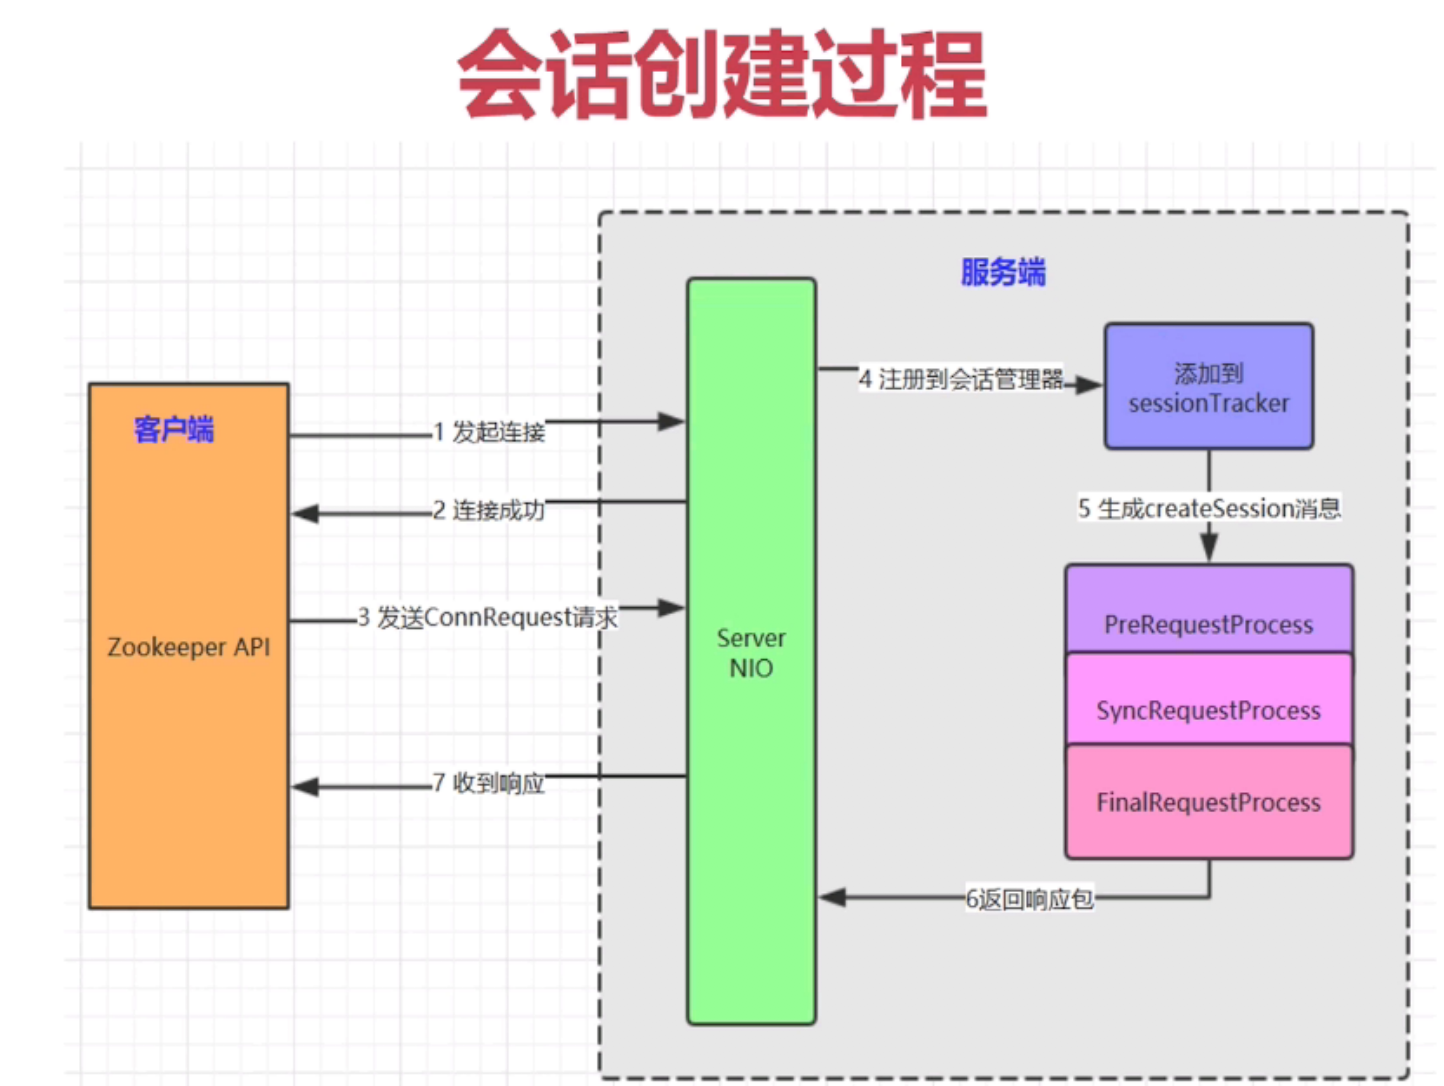 会话创建过程
服务端
客户端
Zookeeper API
1 发起连接
2 连接成功
3 发送ConnRequest请求
Server
NIO
4 注册到会话管理器
添加到
sessionTracker
5 生成createSession消息
PreRequestProcess
SyncRequestProcess
FinalRequestProcess
6返回响应包
7 收到响应